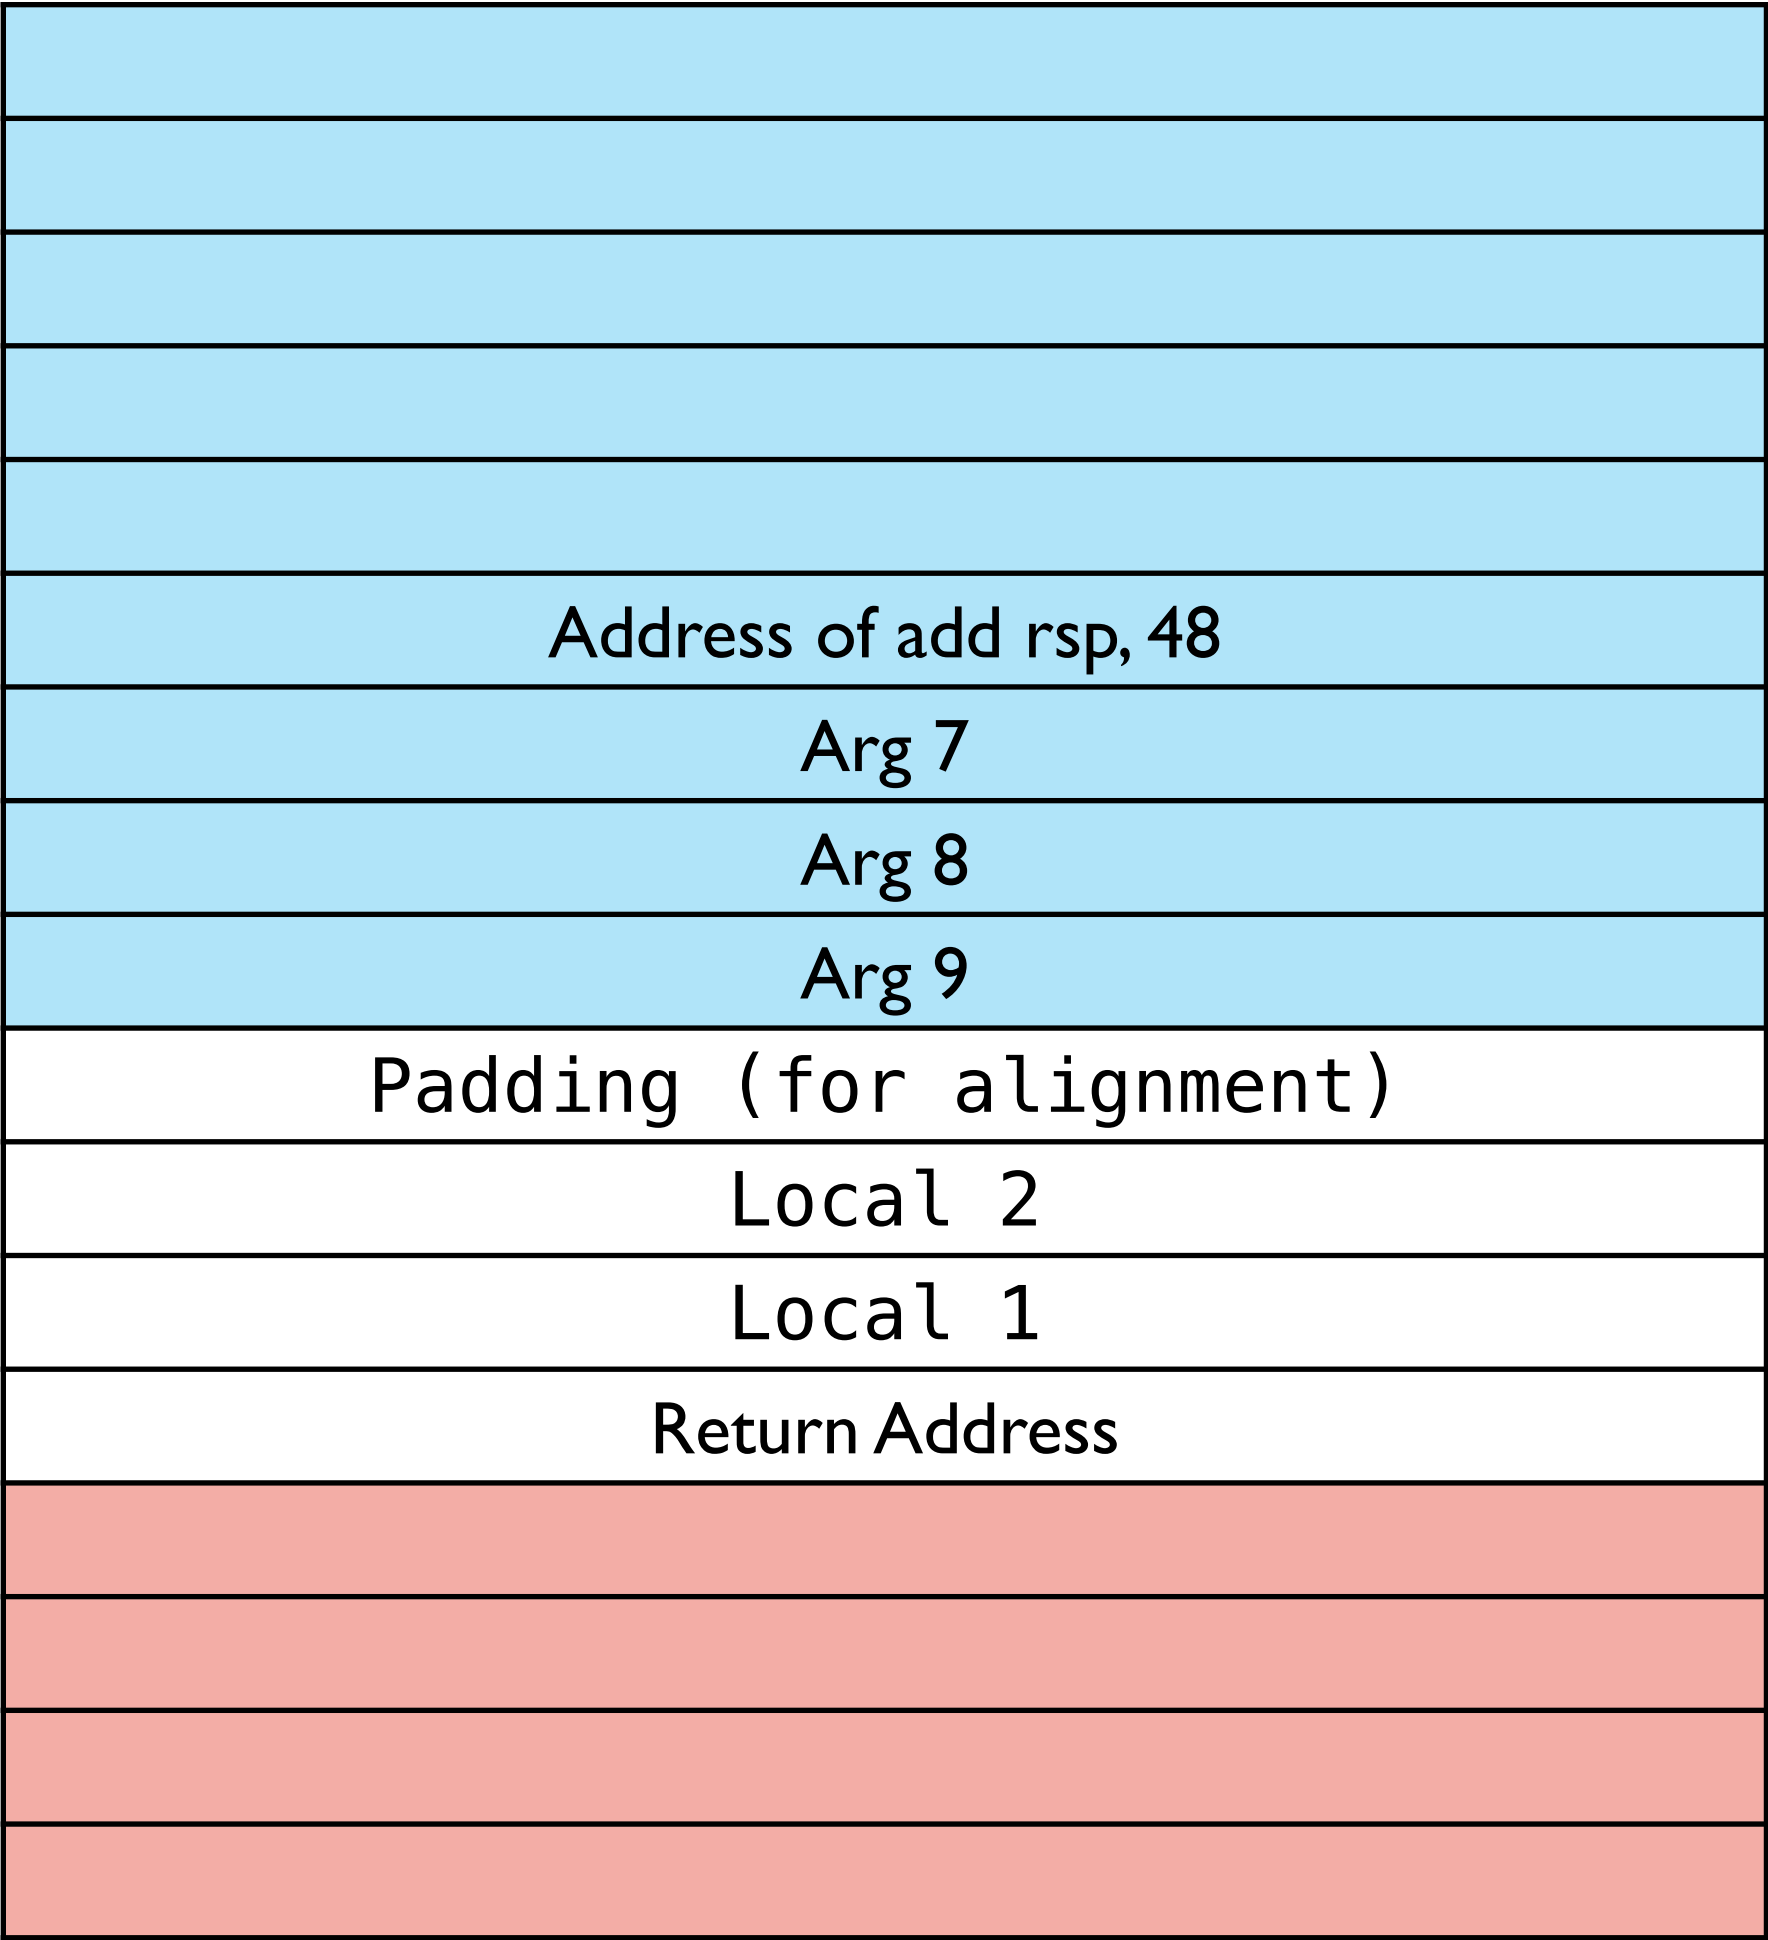 Address of add rsp, 48
Arg 7
Arg 8
Arg 9
Padding (for alignment)
Local 2
Local 1
Return Address